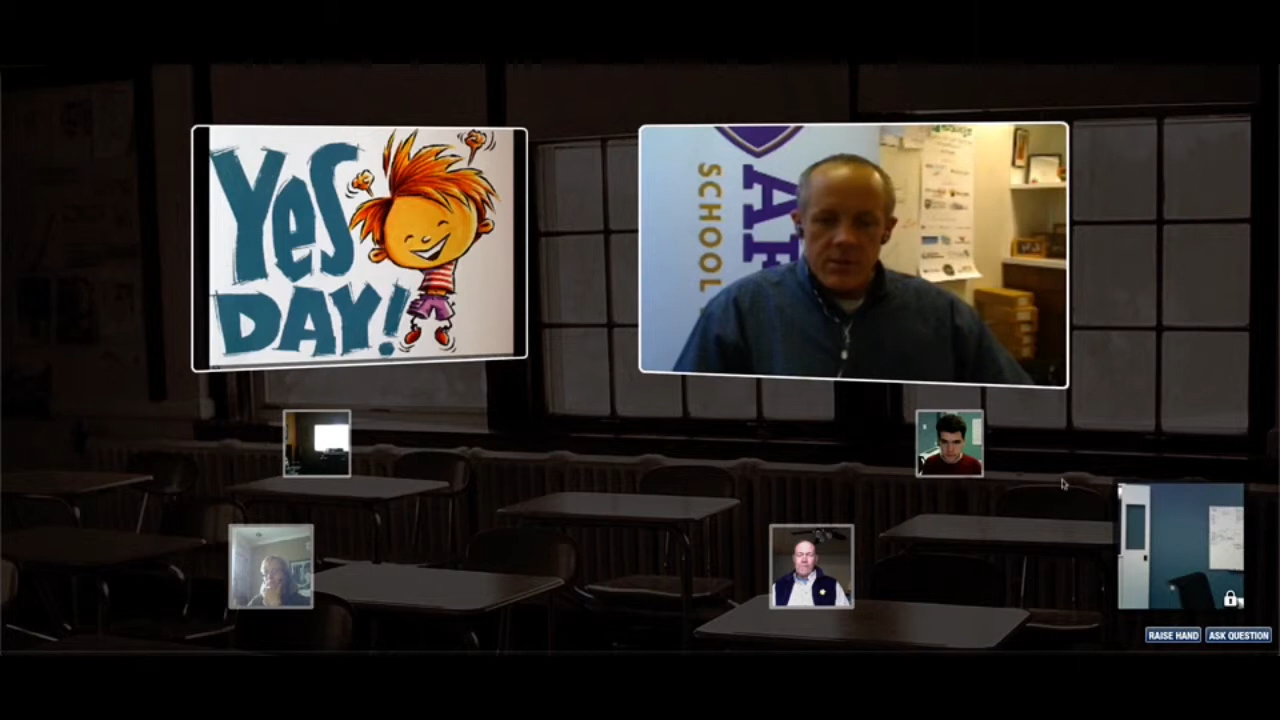 YeS
DAY!
SCHOOL
RAISE HAND
ASK QUESTION